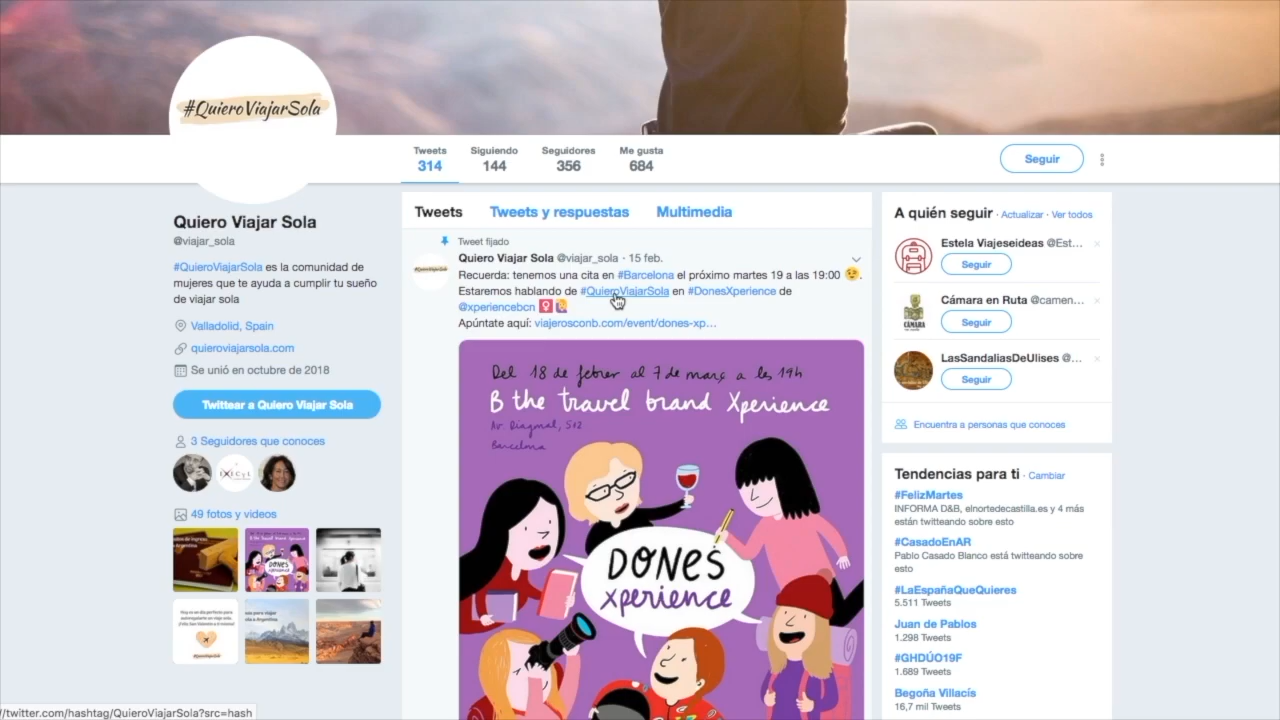 #QuieroViajarSola
Tweets
314
Siguiendo
144
Seguidores
356
Me gusta
684
Seguir
Quiero Viajar Sola
@viajar_sola
#QuieroViajarSola es la comunidad de
mujeres que te ayuda a cumplir tu sueño
de viajar sola
Valladolid, Spain
quieroviajarsola.com
Se unió en octubre de 2018
Twittear a Quiero Viajar Sola
3 Seguidores que conoces
49 fotos y videos
Tweets
Tweets y respuestas
Multimedia
Tweet fijado
Quiero Viajar Sola @viajar_sola · 15 feb.
Recuerda: tenemos una cita en #Barcelona el próximo martes 19 a las 19:00 😉.
Estaremos hablando de #QuieroViajarSola en #DonesXperience de
@xperiencebcn
Apúntate aquí: viajerosconb.com/event/dones-xp…
Del 18 de febrer al 7 de març a les 19h
B the travel brand Xperience
Av. Diagonal, 512
Barcelona
DONES
xperience
A quién seguir · Actualizar · Ver todos
Estela Viajeseideas @Est...
Seguir
Cámara en Ruta @camen...
Seguir
LasSandaliasDeUlises @...
Seguir
Encuentra a personas que conoces
Tendencias para ti · Cambiar
#FelizMartes
INFORMA D&B, elnortedecastilla.es y 4 más
están twitteando sobre esto
#CasadoEnAR
Pablo Casado Blanco está twitteando sobre
esto
#LaEspañaQueQuieres
5.511 Tweets
Juan de Pablos
1.298 Tweets
#GHDÚO19F
1.689 Tweets
Begoña Villacís
16,7 mil Tweets
/twitter.com/hashtag/QuieroViajarSola?src=hash